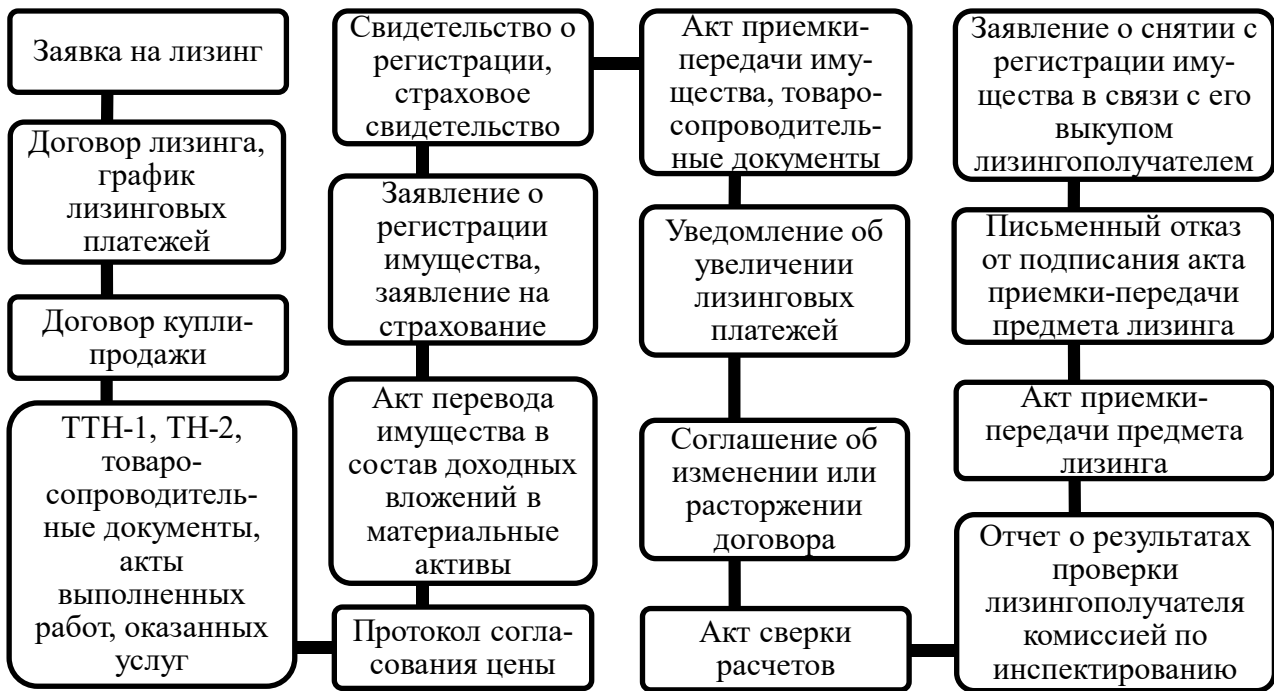 Заявка на лизинг
Договор лизинга,
график
лизинговых
платежей
Договор купли-
продажи
ТТН-1, ТН-2,
товаро-
сопроводитель-
ные документы,
акты
выполненных
работ, оказанных
услуг
Свидетельство о
регистрации,
страховое
свидетельство
Заявление о
регистрации
имущества,
заявление на
страхование
Акт перевода
имущества в
состав доходных
вложений в
материальные
активы
Протокол согла-
сования цены
Акт приемки-
передачи иму-
щества, товаро-
сопроводитель-
ные документы
Уведомление об
увеличении
лизинговых
платежей
Соглашение об
изменении или
расторжении
договора
Акт сверки
расчетов
Заявление о снятии с
регистрации иму-
щества в связи с его
выкупом
лизингополучателем
Письменный отказ
от подписания акта
приемки-передачи
предмета лизинга
Акт приемки-
передачи предмета
лизинга
Отчет о результатах
проверки
лизингополучателя
комиссией по
инспектированию